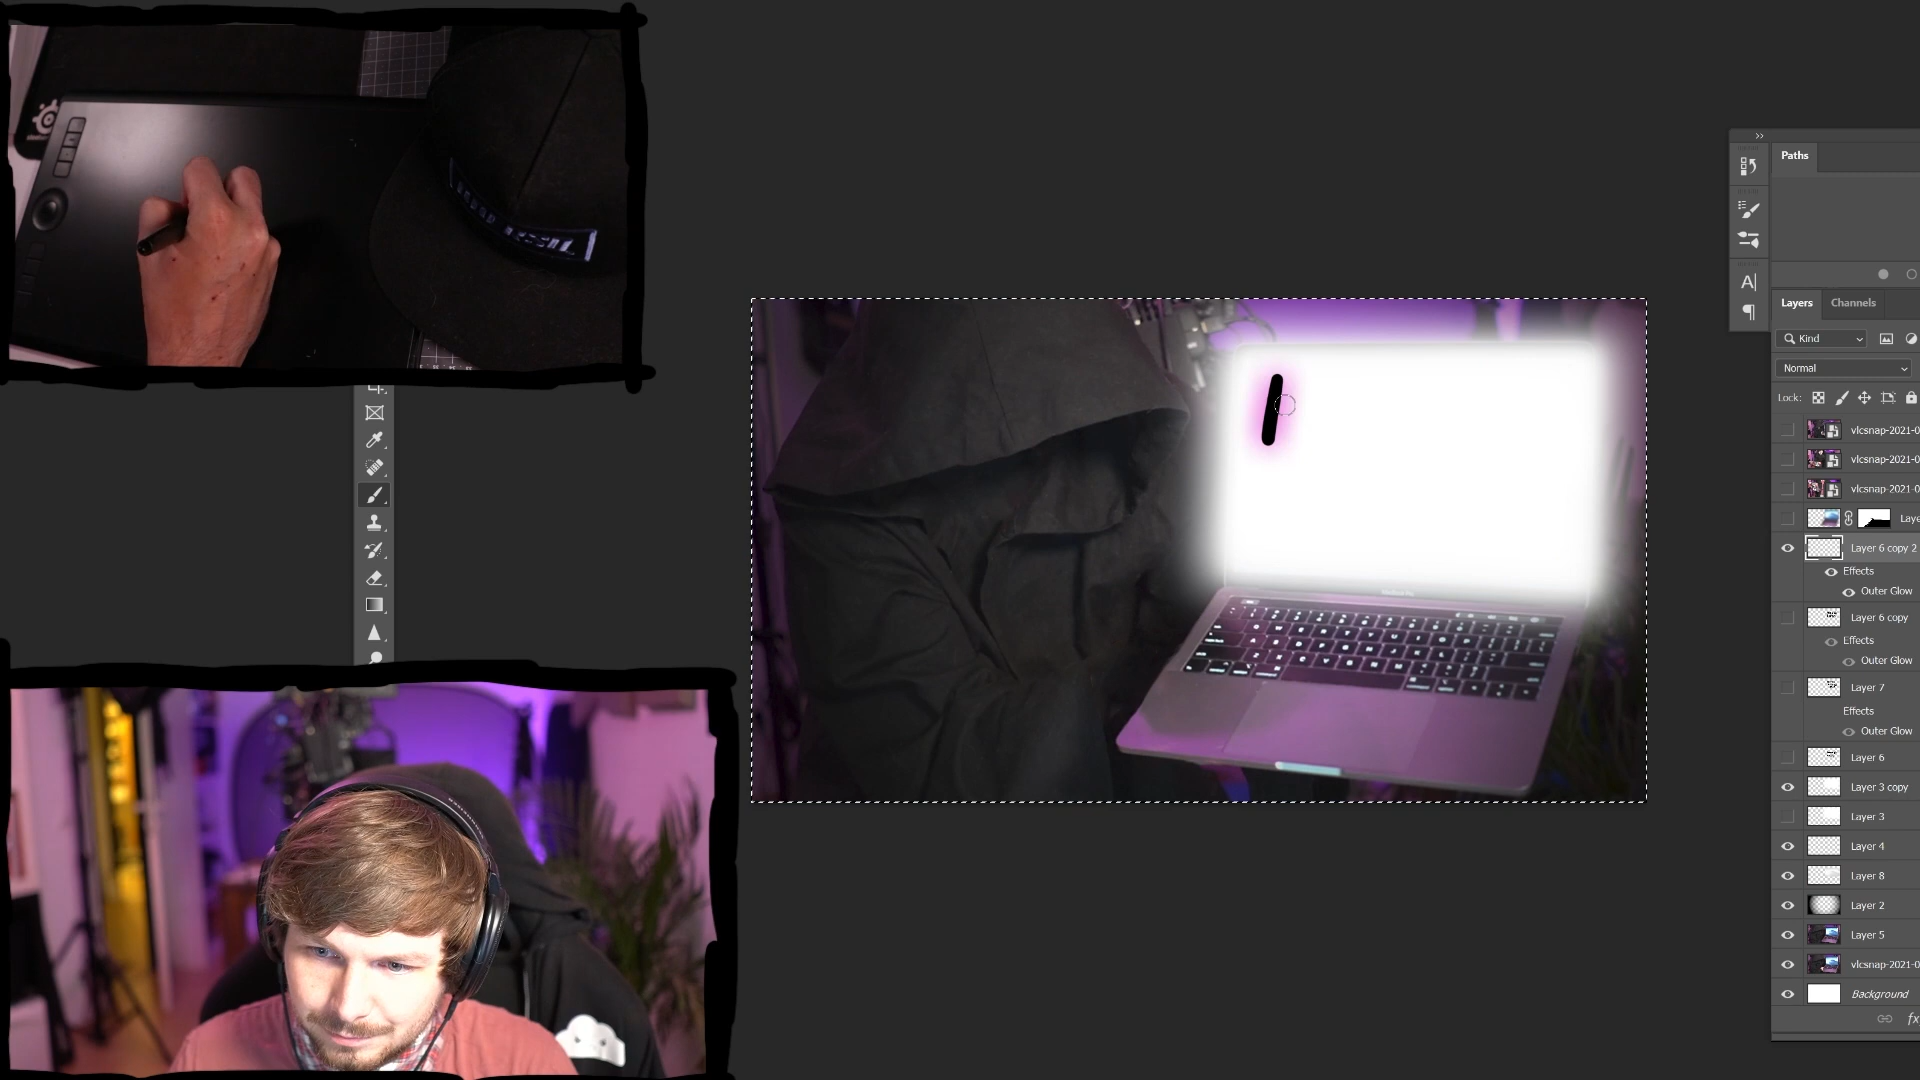 Paths
Layers Channels
Kind
Normal
Lock:
vlcsnap-2021-0
vlcsnap-2021-0
vlcsnap-2021-0
Laye
Layer 6 copy 2
Effects
Outer Glow
Layer 6 copy
Effects
Outer Glow
Layer 7
Effects
Outer Glow
Layer 6
Layer 3 copy
Layer 3
Layer 4
Layer 8
Layer 2
Layer 5
vlcsnap-2021-0
Background
fx